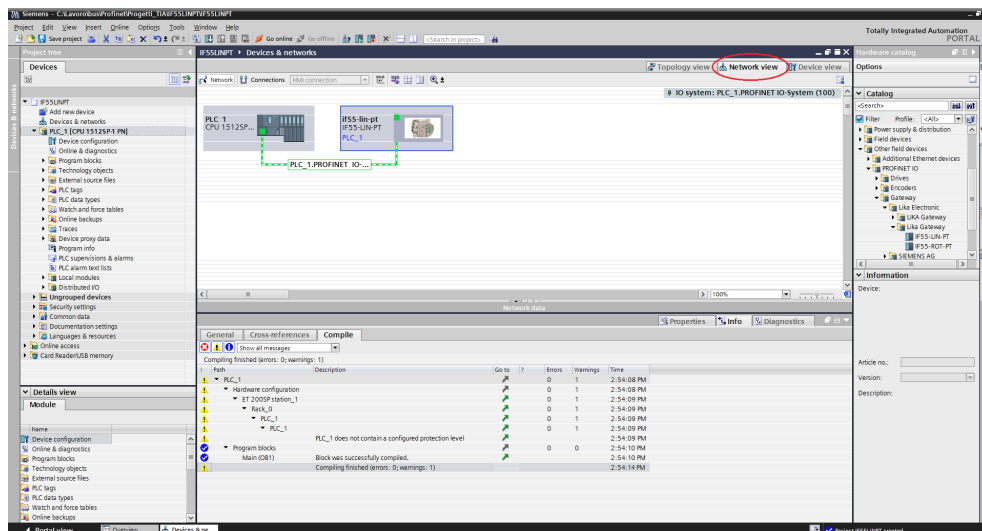 Siemens - C:\Lavoro\bus\Profinet\Progetti_TIA\IF55LINPT\IF55LINPT
Project Edit View Insert Online Options Tools Window Help
Totally Integrated Automation
PORTAL
Save project
Go online
Go offline
<Search in project>
Project tree
IF55LINPT ▸ Devices & networks
Hardware catalog
Devices
Topology view
Network view
Device view
Options
Network
Connections
HMI connection
IO system: PLC_1.PROFINET IO-System (100)
Devices & networks
IF55LINPT
Add new device
Devices & networks
PLC_1 [CPU 1512SP-1 PN]
Device configuration
Online & diagnostics
Program blocks
Technology objects
External source files
PLC tags
PLC data types
Watch and force tables
Online backups
Traces
Device proxy data
Program info
PLC supervisions & alarms
PLC alarm text lists
Local modules
Distributed I/O
Ungrouped devices
Security settings
Common data
Documentation settings
Languages & resources
Online access
Card Reader/USB memory
PLC_1
CPU 1512SP...
if55-lin-pt
IF55-LIN-PT
PLC_1
PLC_1.PROFINET IO-...
100%
Network data
Catalog
<Search>
Filter
Profile:
<All>
Power supply & distribution
Field devices
Other field devices
Additional Ethernet devices
PROFINET IO
Drives
Encoders
Gateway
Lika Electronic
LIKA Gateway
Lika Gateway
IF55-LIN-PT
IF55-ROT-PT
SIEMENS AG
Information
Device:
Article no.:
Version:
Description:
Properties
Info
Diagnostics
General
Cross-references
Compile
Show all messages
Compiling finished (errors: 0; warnings: 1)
! Path Description Go to ? Errors Warnings Time
PLC_1 0 1 2:54:08 PM
Hardware configuration 0 1 2:54:08 PM
ET 200SP station_1 0 1 2:54:09 PM
Rack_0 0 1 2:54:09 PM
PLC_1 0 1 2:54:09 PM
PLC_1 0 1 2:54:09 PM
PLC_1 does not contain a configured protection level 2:54:09 PM
Program blocks 0 0 2:54:10 PM
Main (OB1) Block was successfully compiled. 2:54:10 PM
Compiling finished (errors: 0; warnings: 1) 2:54:14 PM
Details view
Module
Name
Device configuration
Online & diagnostics
Program blocks
Technology objects
External source files
PLC tags
PLC data types
Watch and force tables
Online backups
Portal view
Overview
Devices & ne...
Project IF55LINPT created.